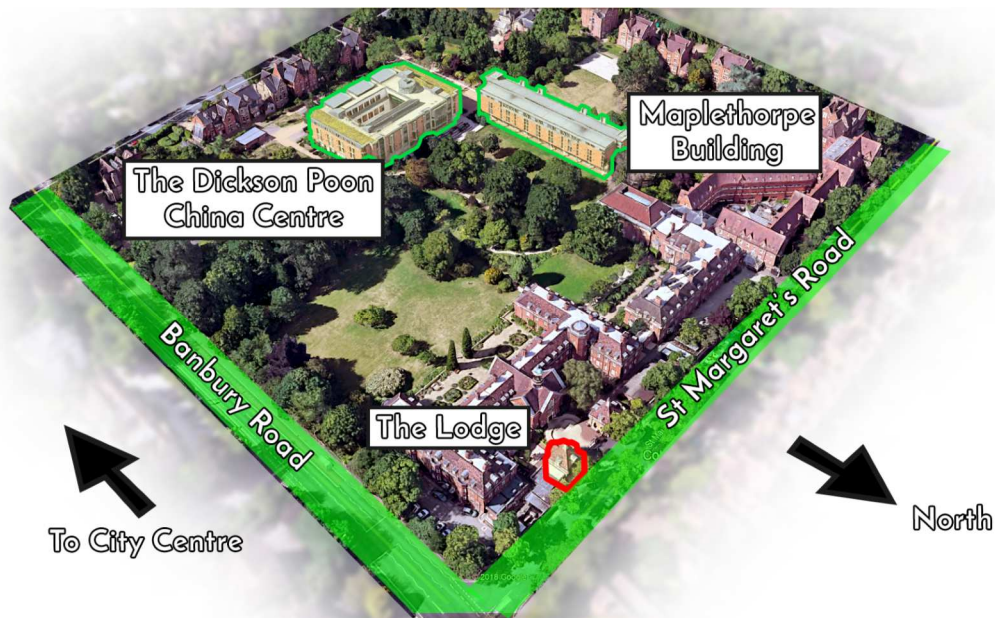 Maplethorpe
Building
The Dickson Poon
China Centre
St Margaret's Road
Banbury Road
The Lodge
To City Centre
North